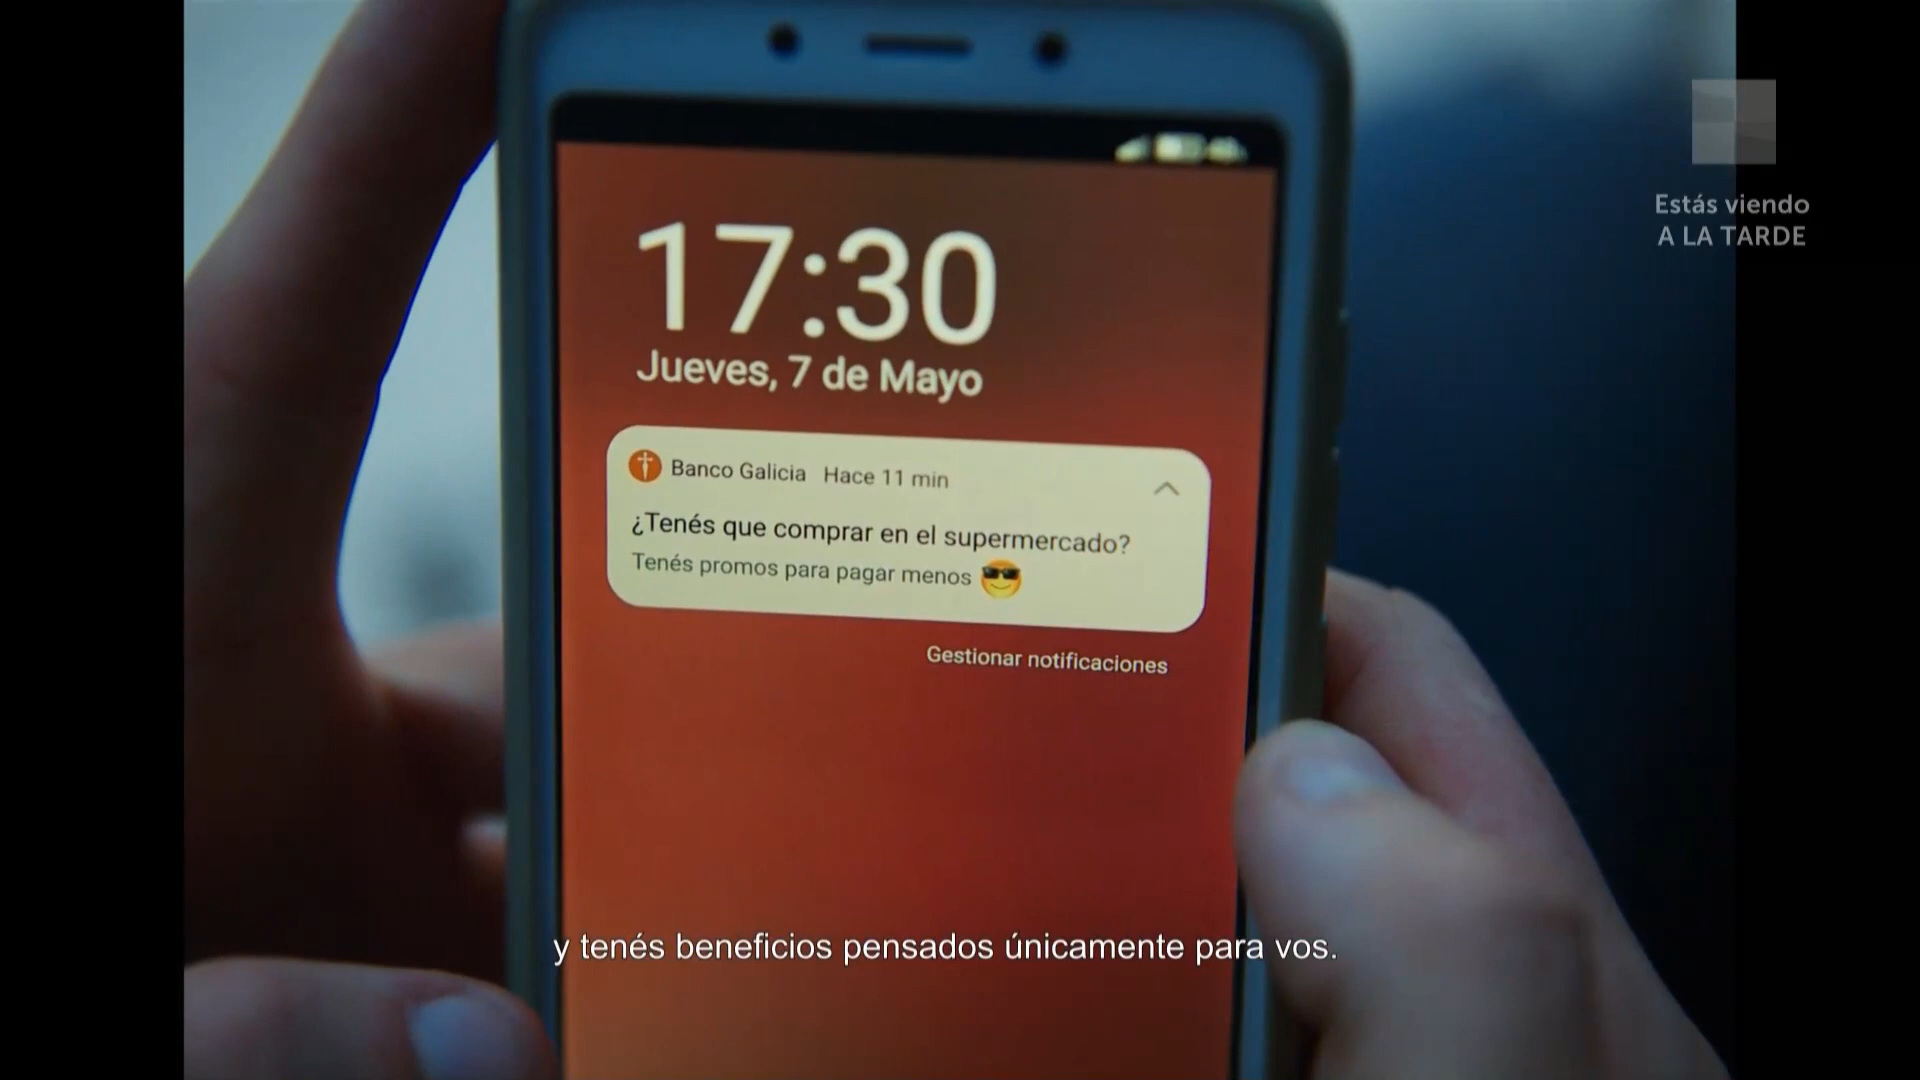 17:30
Jueves, 7 de Mayo
Banco Galicia Hace 11 min
¿Tenés que comprar en el supermercado?
Tenés promos para pagar menos 😎
Gestionar notificaciones
Estás viendo
A LA TARDE
y tenés beneficios pensados únicamente para vos.